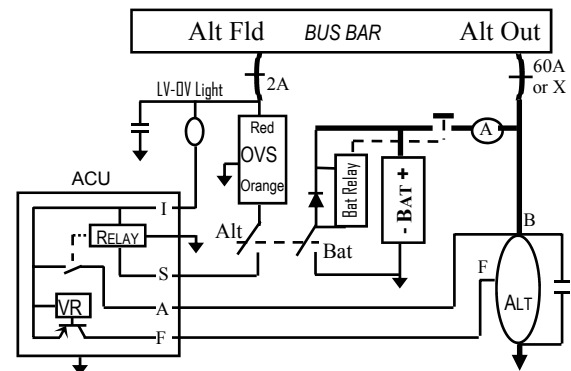 Alt Fld BUS BAR Alt Out
2A
60A
or X
LV-OV Light
Red
OVS
Orange
Bat Relay
- BAT +
A
ACU
I
RELAY
Alt
Bat
B
S
F
A
ALT
VR
F